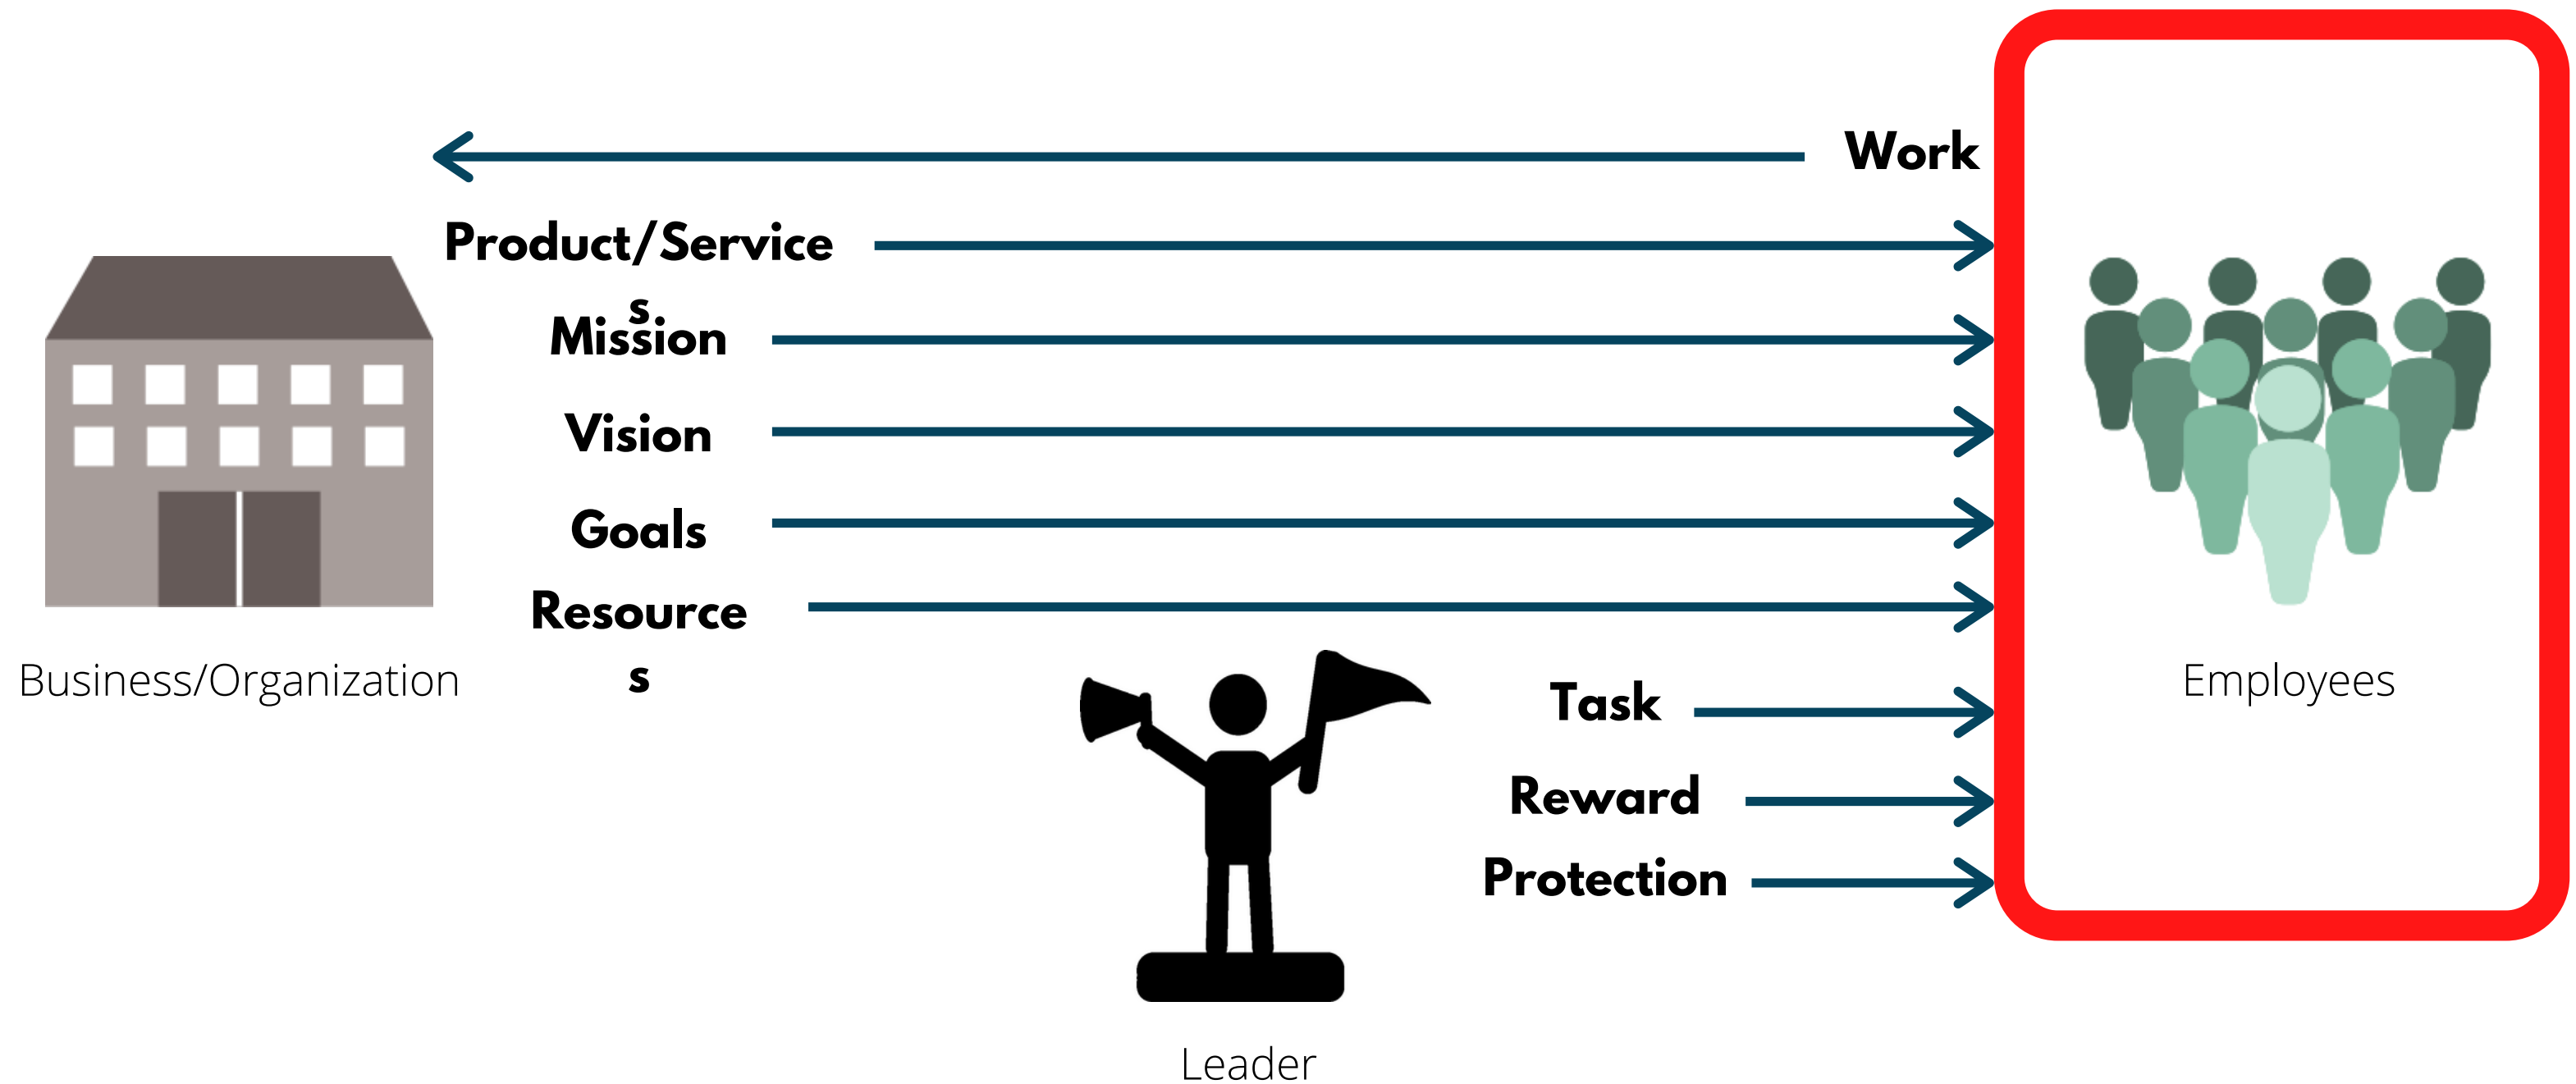 Work
Product/Service
s
Mission
Vision
Goals
Resource
s
Business/Organization
Task
Reward
Protection
Employees
Leader